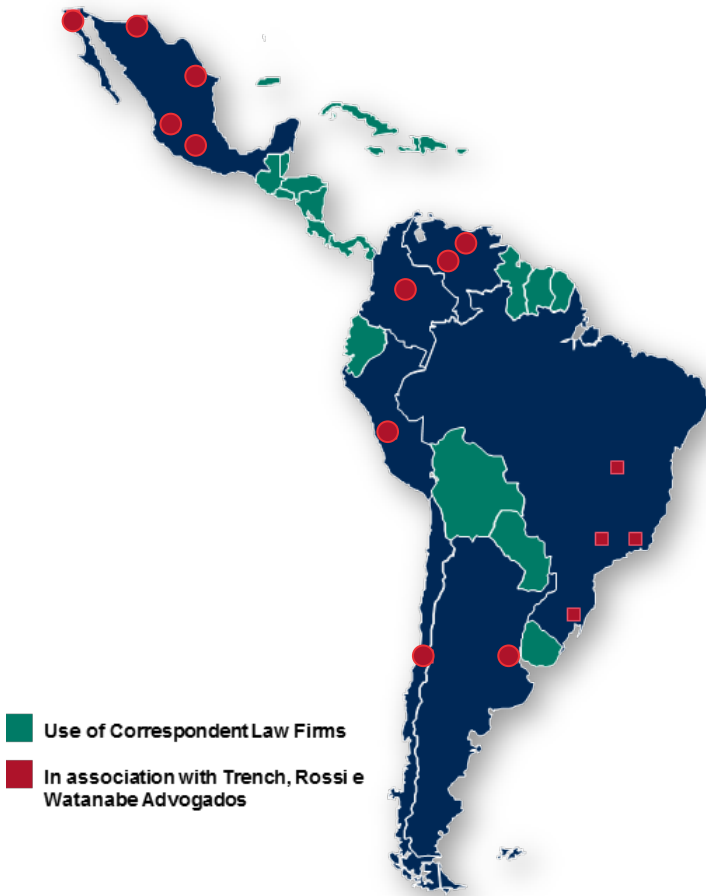 Use of Correspondent Law Firms
In association with Trench, Rossi e
Watanabe Advogados